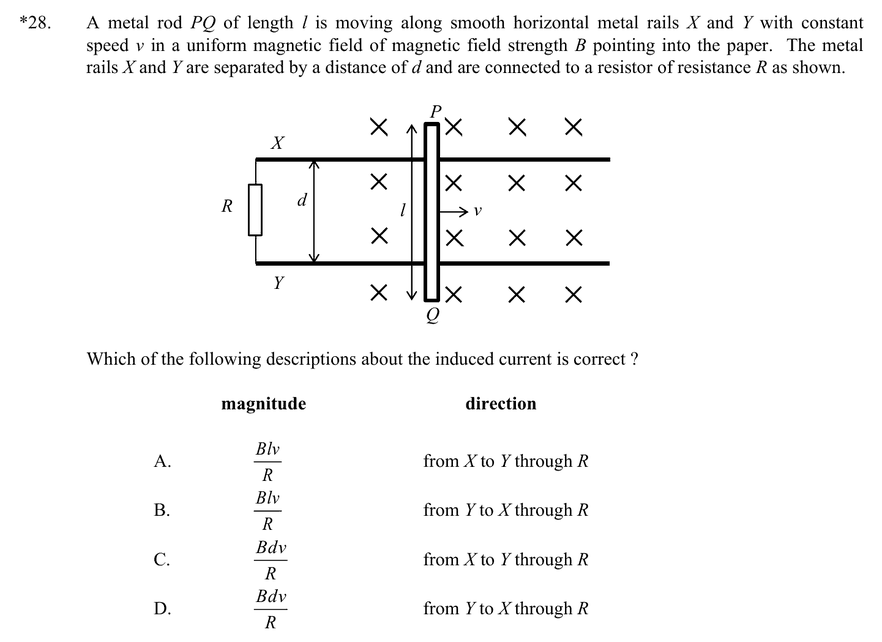 *28. A metal rod PQ of length l is moving along smooth horizontal metal rails X and Y with constant
speed v in a uniform magnetic field of magnetic field strength B pointing into the paper. The metal
rails X and Y are separated by a distance of d and are connected to a resistor of resistance R as shown.
P
X
R
d
l
v
Y
Q
Which of the following descriptions about the induced current is correct ?
magnitude direction
A. Blv/R from X to Y through R
B. Blv/R from Y to X through R
C. Bdv/R from X to Y through R
D. Bdv/R from Y to X through R